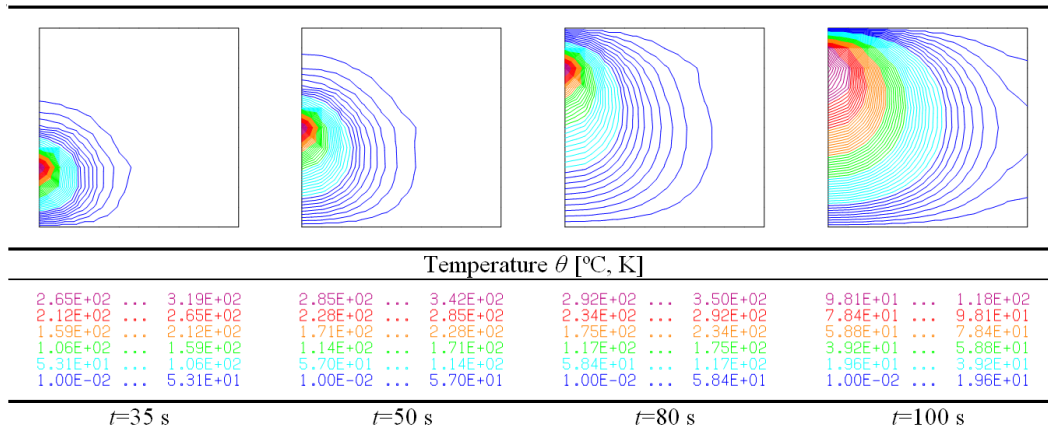 Temperature θ [ºC, K]
2.65E+02 ... 3.19E+02 2.85E+02 ... 3.42E+02 2.92E+02 ... 3.50E+02 9.81E+01 ... 1.18E+02
2.12E+02 ... 2.65E+02 2.28E+02 ... 2.85E+02 2.34E+02 ... 2.92E+02 7.84E+01 ... 9.81E+01
1.59E+02 ... 2.12E+02 1.71E+02 ... 2.28E+02 1.75E+02 ... 2.34E+02 5.88E+01 ... 7.84E+01
1.06E+02 ... 1.59E+02 1.14E+02 ... 1.71E+02 1.17E+02 ... 1.75E+02 3.92E+01 ... 5.88E+01
5.31E+01 ... 1.06E+02 5.70E+01 ... 1.14E+02 5.84E+01 ... 1.17E+02 1.96E+01 ... 3.92E+01
1.00E-02 ... 5.31E+01 1.00E-02 ... 5.70E+01 1.00E-02 ... 5.84E+01 1.00E-02 ... 1.96E+01
t=35 s t=50 s t=80 s t=100 s